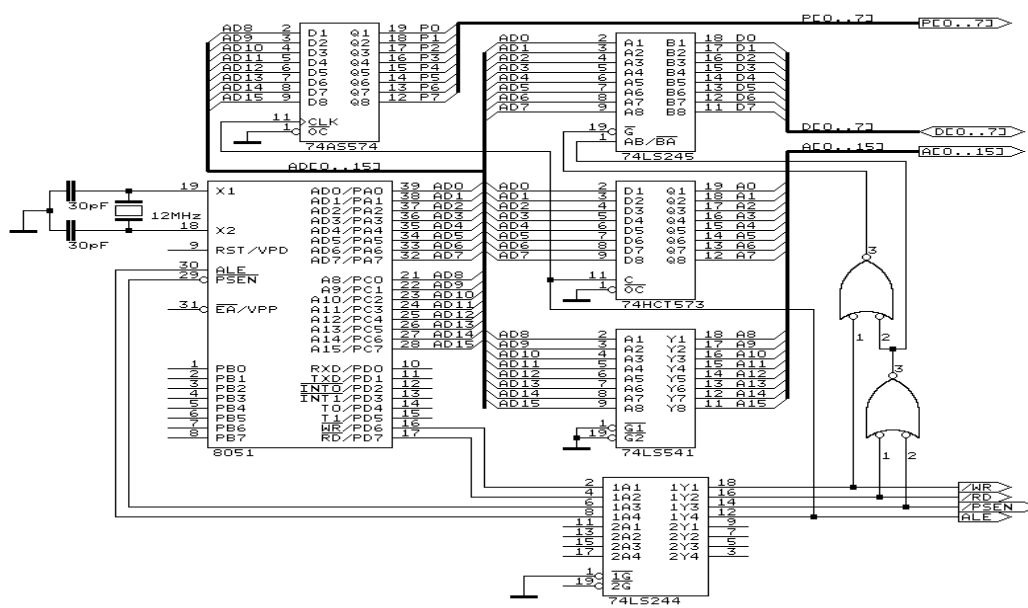 P[0..7] P[0..7]
AD8 2 D1 Q1 19 P0
AD9 3 D2 Q2 18 P1
AD10 4 D3 Q3 17 P2
AD11 5 D4 Q4 16 P3
AD12 6 D5 Q5 15 P4
AD13 7 D6 Q6 14 P5
AD14 8 D7 Q7 13 P6
AD15 9 D8 Q8 12 P7
11 CLK
1 OC
74AS574
AD0 2 A1 B1 18 D0
AD1 3 A2 B2 17 D1
AD2 4 A3 B3 16 D2
AD3 5 A4 B4 15 D3
AD4 6 A5 B5 14 D4
AD5 7 A6 B6 13 D5
AD6 8 A7 B7 12 D6
AD7 9 A8 B8 11 D7
19 G
1 AB/BA
74LS245
D[0..7] D[0..7]
A[0..15] A[0..15]
AD[0..15]
30pF
12MHz
30pF
19 X1
18 X2
9 RST/VPD
30 ALE
29 PSEN
31 EA/VPP
1 PB0
2 PB1
3 PB2
4 PB3
5 PB4
6 PB5
7 PB6
8 PB7
AD0/PA0 39 AD0
AD1/PA1 38 AD1
AD2/PA2 37 AD2
AD3/PA3 36 AD3
AD4/PA4 35 AD4
AD5/PA5 34 AD5
AD6/PA6 33 AD6
AD7/PA7 32 AD7
A8/PC0 21 AD8
A9/PC1 22 AD9
A10/PC2 23 AD10
A11/PC3 24 AD11
A12/PC4 25 AD12
A13/PC5 26 AD13
A14/PC6 27 AD14
A15/PC7 28 AD15
RXD/PD0 10
TXD/PD1 11
INT0/PD2 12
INT1/PD3 13
T0/PD4 14
T1/PD5 15
WR/PD6 16
RD/PD7 17
8051
AD0 2 D1 Q1 19 A0
AD1 3 D2 Q2 18 A1
AD2 4 D3 Q3 17 A2
AD3 5 D4 Q4 16 A3
AD4 6 D5 Q5 15 A4
AD5 7 D6 Q6 14 A5
AD6 8 D7 Q7 13 A6
AD7 9 D8 Q8 12 A7
11 C
1 OC
74HCT573
AD8 2 A1 Y1 18 A8
AD9 3 A2 Y2 17 A9
AD10 4 A3 Y3 16 A10
AD11 5 A4 Y4 15 A11
AD12 6 A5 Y5 14 A12
AD13 7 A6 Y6 13 A13
AD14 8 A7 Y7 12 A14
AD15 9 A8 Y8 11 A15
1 G1
19 G2
74LS541
3
1 2
3
1 2
2 1A1 1Y1 18 /WR
4 1A2 1Y2 16 /RD
6 1A3 1Y3 14 /PSEN
8 1A4 1Y4 12 ALE
11 2A1 2Y1 9
13 2A2 2Y2 7
15 2A3 2Y3 5
17 2A4 2Y4 3
1 1G
19 2G
74LS244